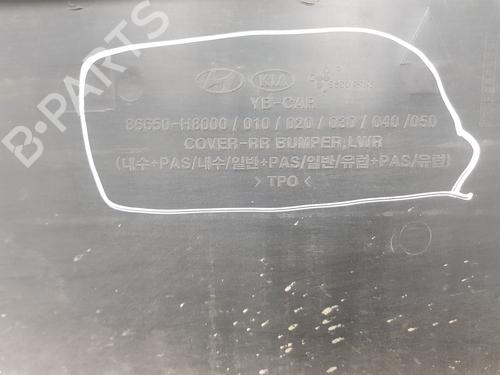 B-PARTS
HYUNDAI KIA
YB-CAR
86650-H8000 / 010 / 020 / 030 / 040 / 050
COVER-RR BUMPER,LWR
(내수+PAS/내수/일반+PAS/일반/유럽+PAS/유럽)
> TPO <